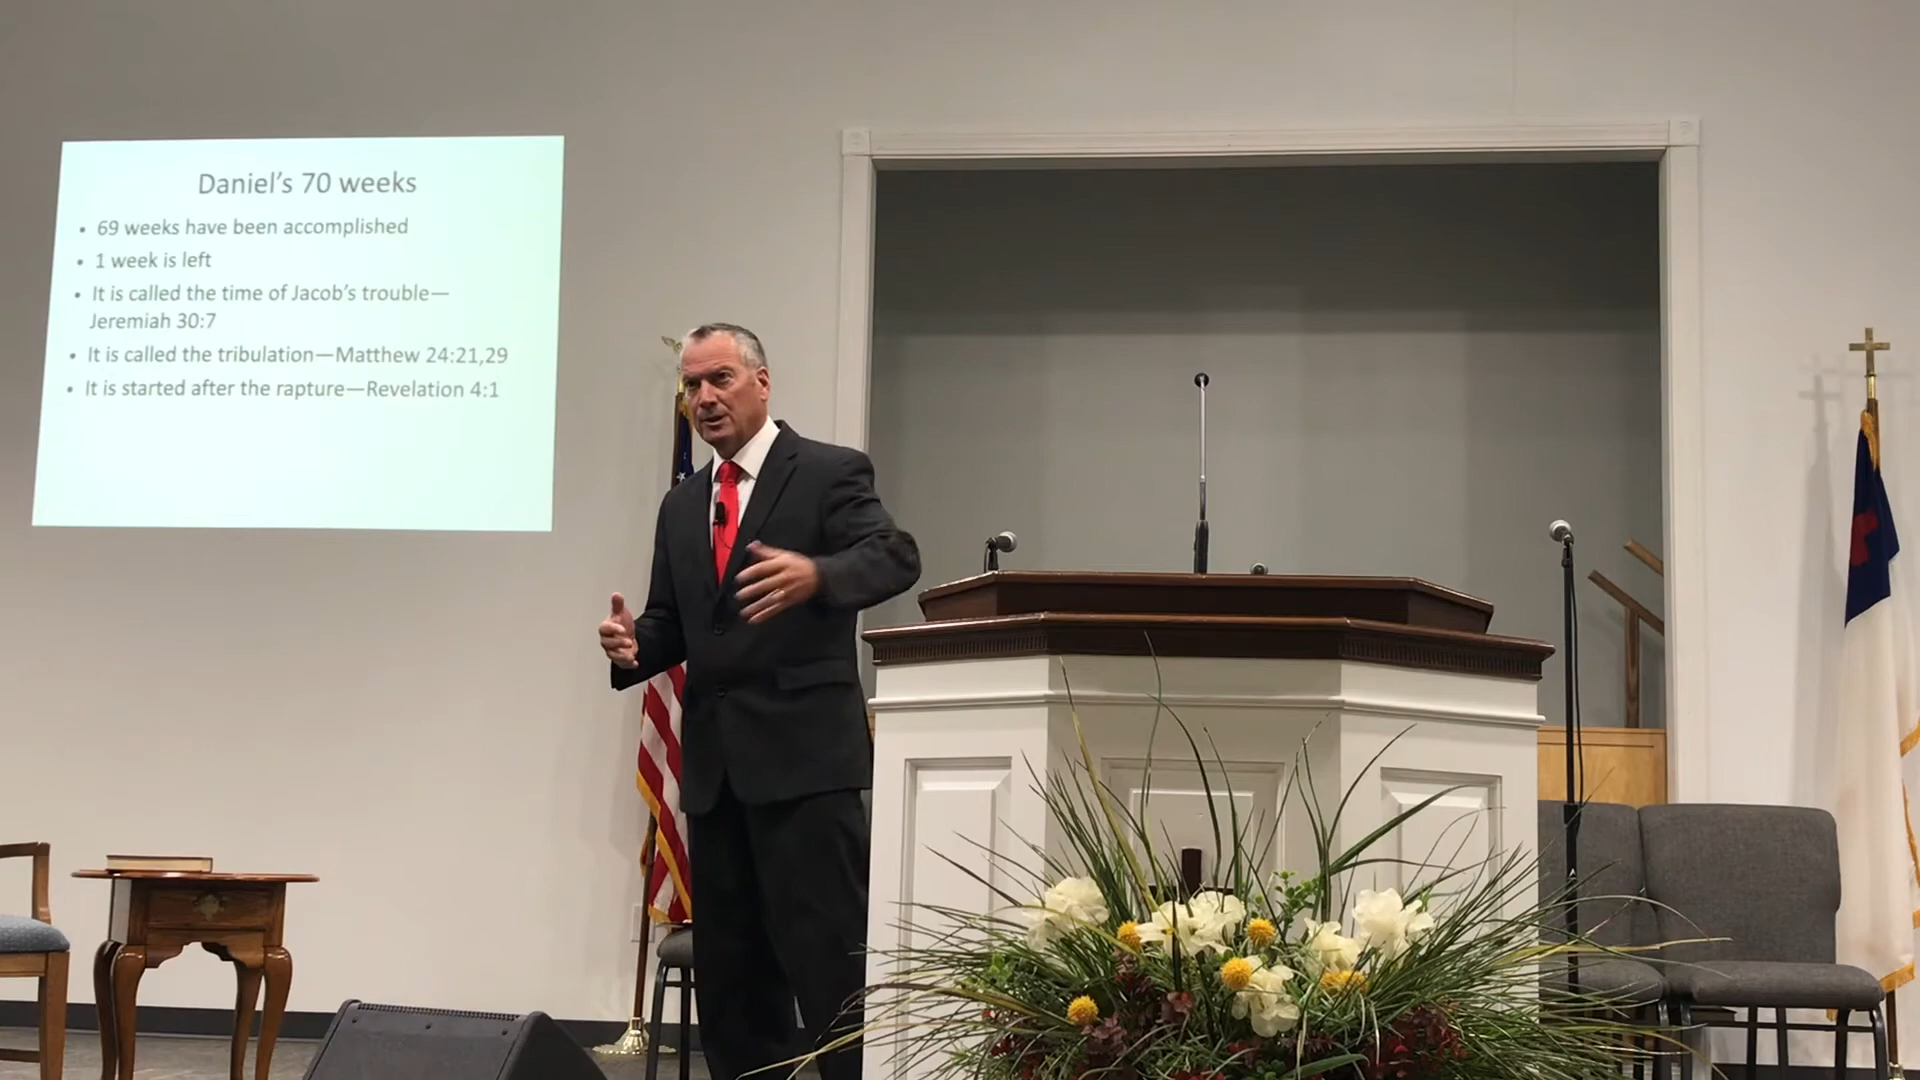 Daniel’s 70 weeks
• 69 weeks have been accomplished
• 1 week is left
• It is called the time of Jacob’s trouble—
Jeremiah 30:7
• It is called the tribulation—Matthew 24:21,29
• It is started after the rapture—Revelation 4:1